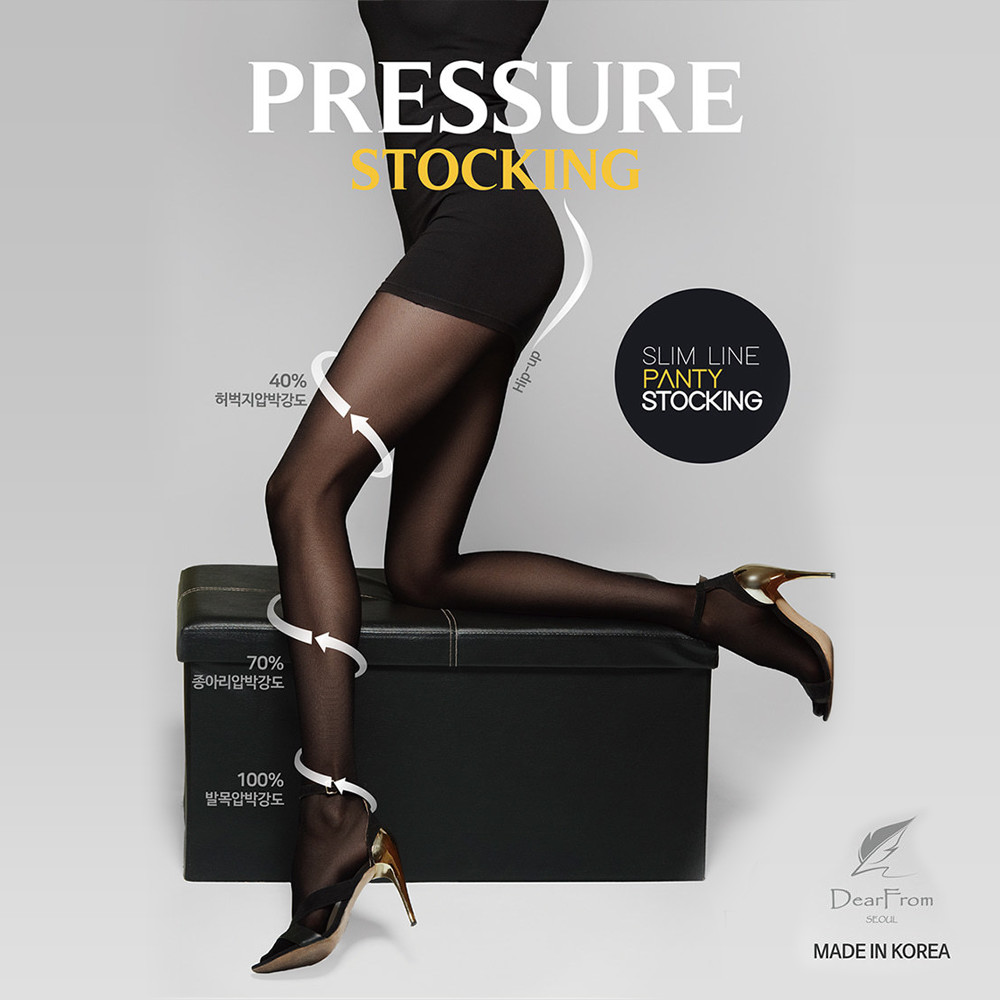 PRESSURE
STOCKING
Hip-up
SLIM LINE
PANTY
STOCKING
40%
허벅지압박강도
70%
종아리압박강도
100%
발목압박강도
DearFrom
SEOUL
MADE IN KOREA